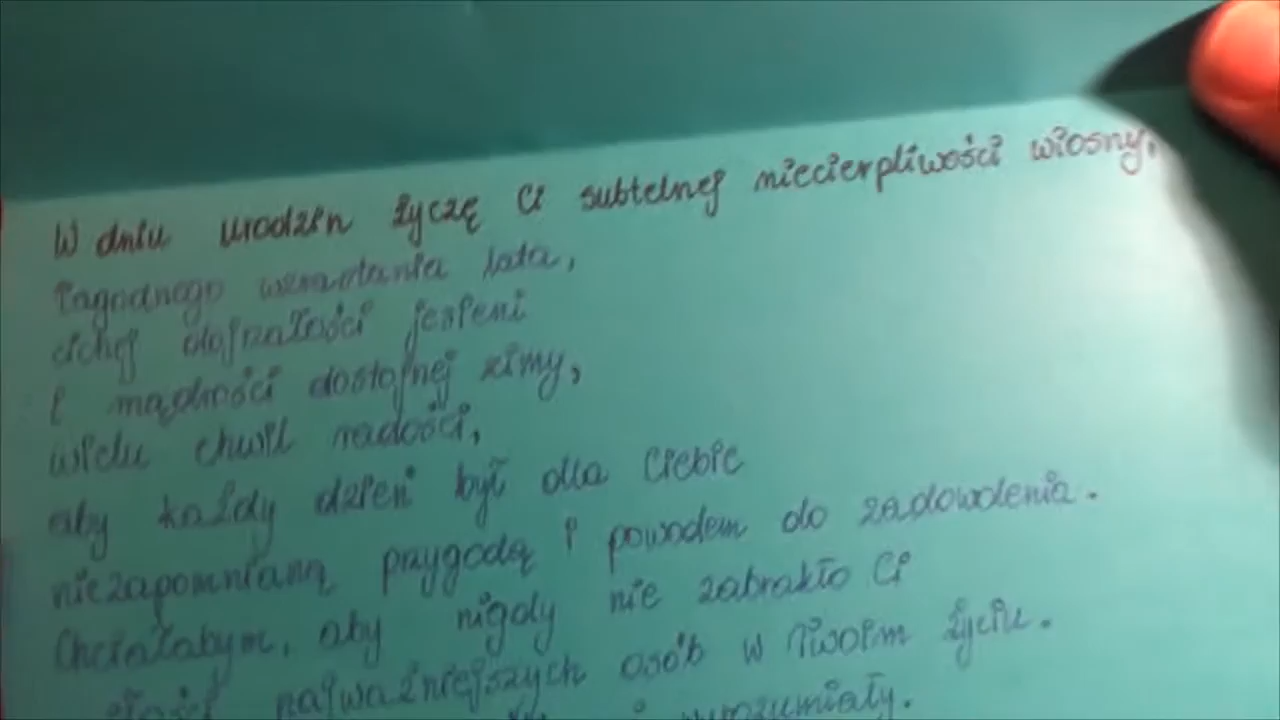 W dniu urodzin życzę Ci subtelnej niecierpliwości wiosny,
łagodnego wzrastania lata,
cichej dojrzałości jesieni
i mądrości dostojnej zimy,
wielu chwil radości,
aby każdy dzień był dla Ciebie
niezapomnianą przygodą i powodem do zadowolenia.
Chciałabym, aby nigdy nie zabrakło Ci
najważniejszych osób w Twoim życiu.
wyrozumiały.